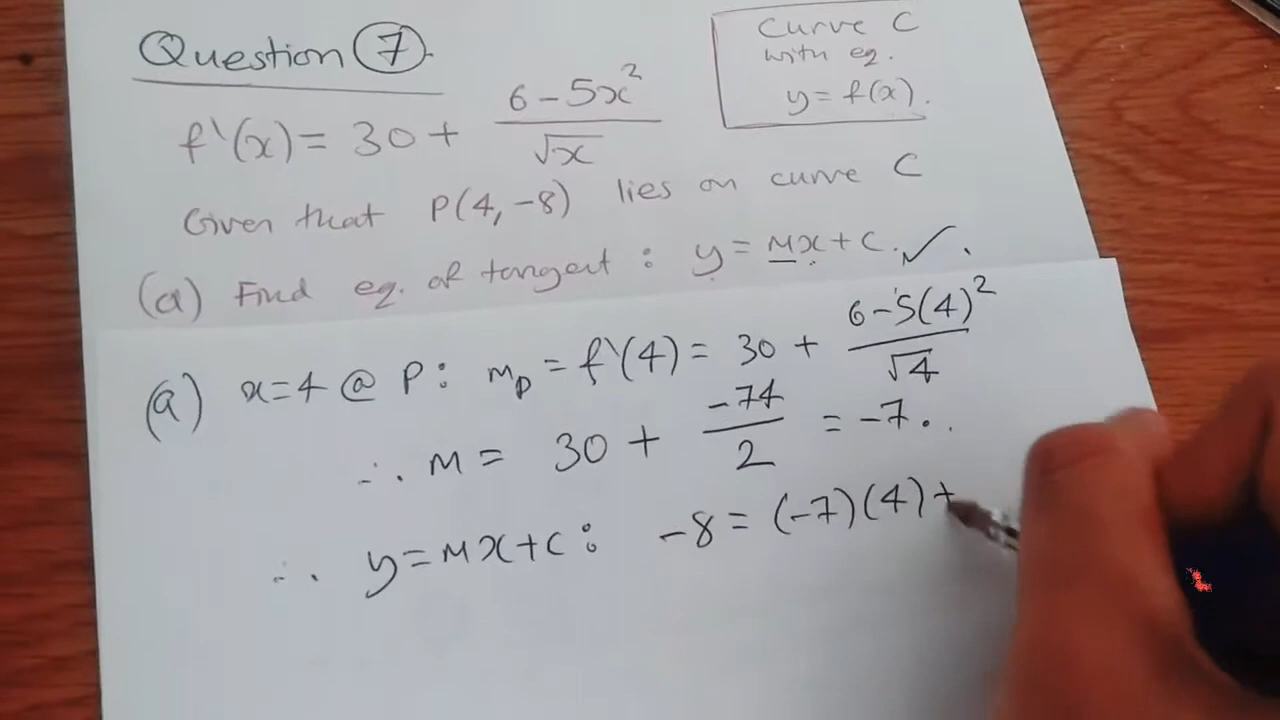 Question 7.
Curve C
with eq.
y = f(x).
f'(x) = 30 + (6 - 5x²)/√x
Given that P(4, -8) lies on curve C
(a) Find eq. of tangent : y = mx + c. ✓.
(a) x = 4 @ P : mₚ = f'(4) = 30 + (6 - 5(4)²)/√4
∴ m = 30 + (-74)/2 = -7.
∴ y = mx + c : -8 = (-7)(4) +